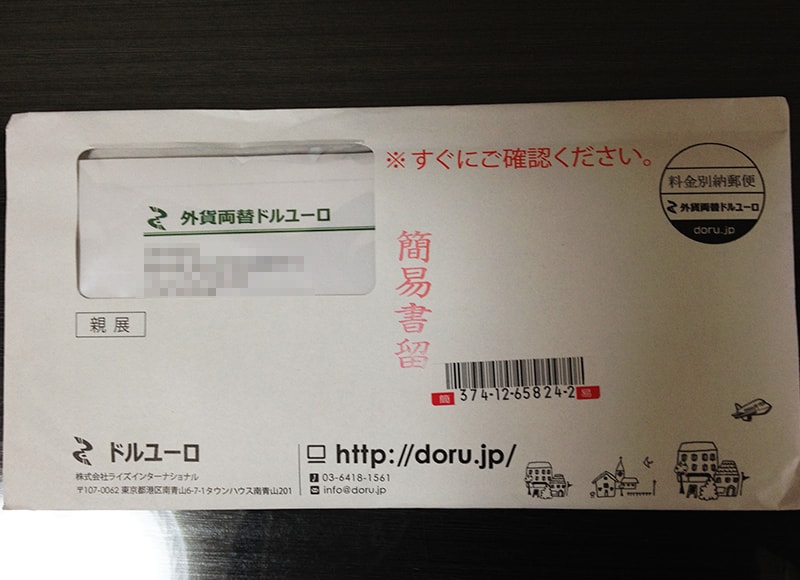 ※すぐにご確認ください。
料金別納郵便
外貨両替ドルユーロ
doru.jp
外貨両替ドルユーロ
簡易書留
親展
簡 374-12-65824-2 易
ドルユーロ
株式会社ライズインターナショナル
〒107-0062 東京都港区南青山6-7-1タウンハウス南青山201
http://doru.jp/
03-6418-1561
info@doru.jp